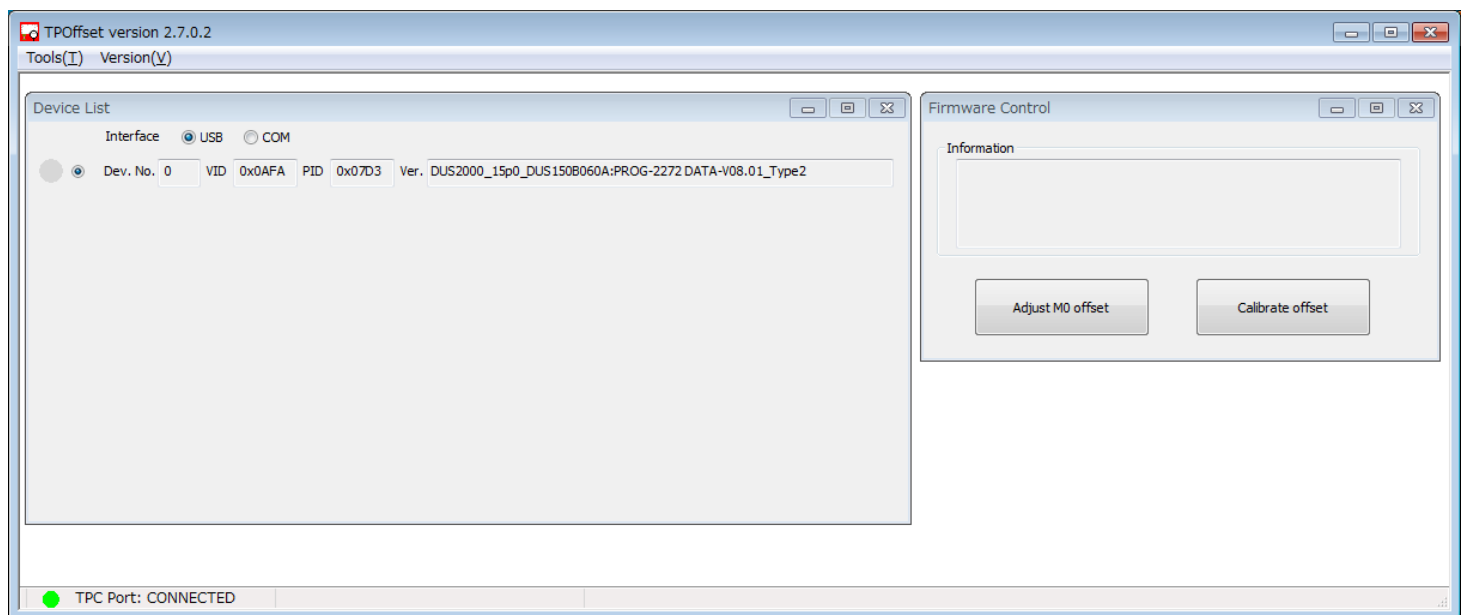 TPOffset version 2.7.0.2
Tools(T) Version(V)
Device List
Interface USB COM
Dev. No. 0 VID 0x0AFA PID 0x07D3 Ver. DUS2000_15p0_DUS150B060A:PROG-2272 DATA-V08.01_Type2
Firmware Control
Information
Adjust M0 offset Calibrate offset
TPC Port: CONNECTED